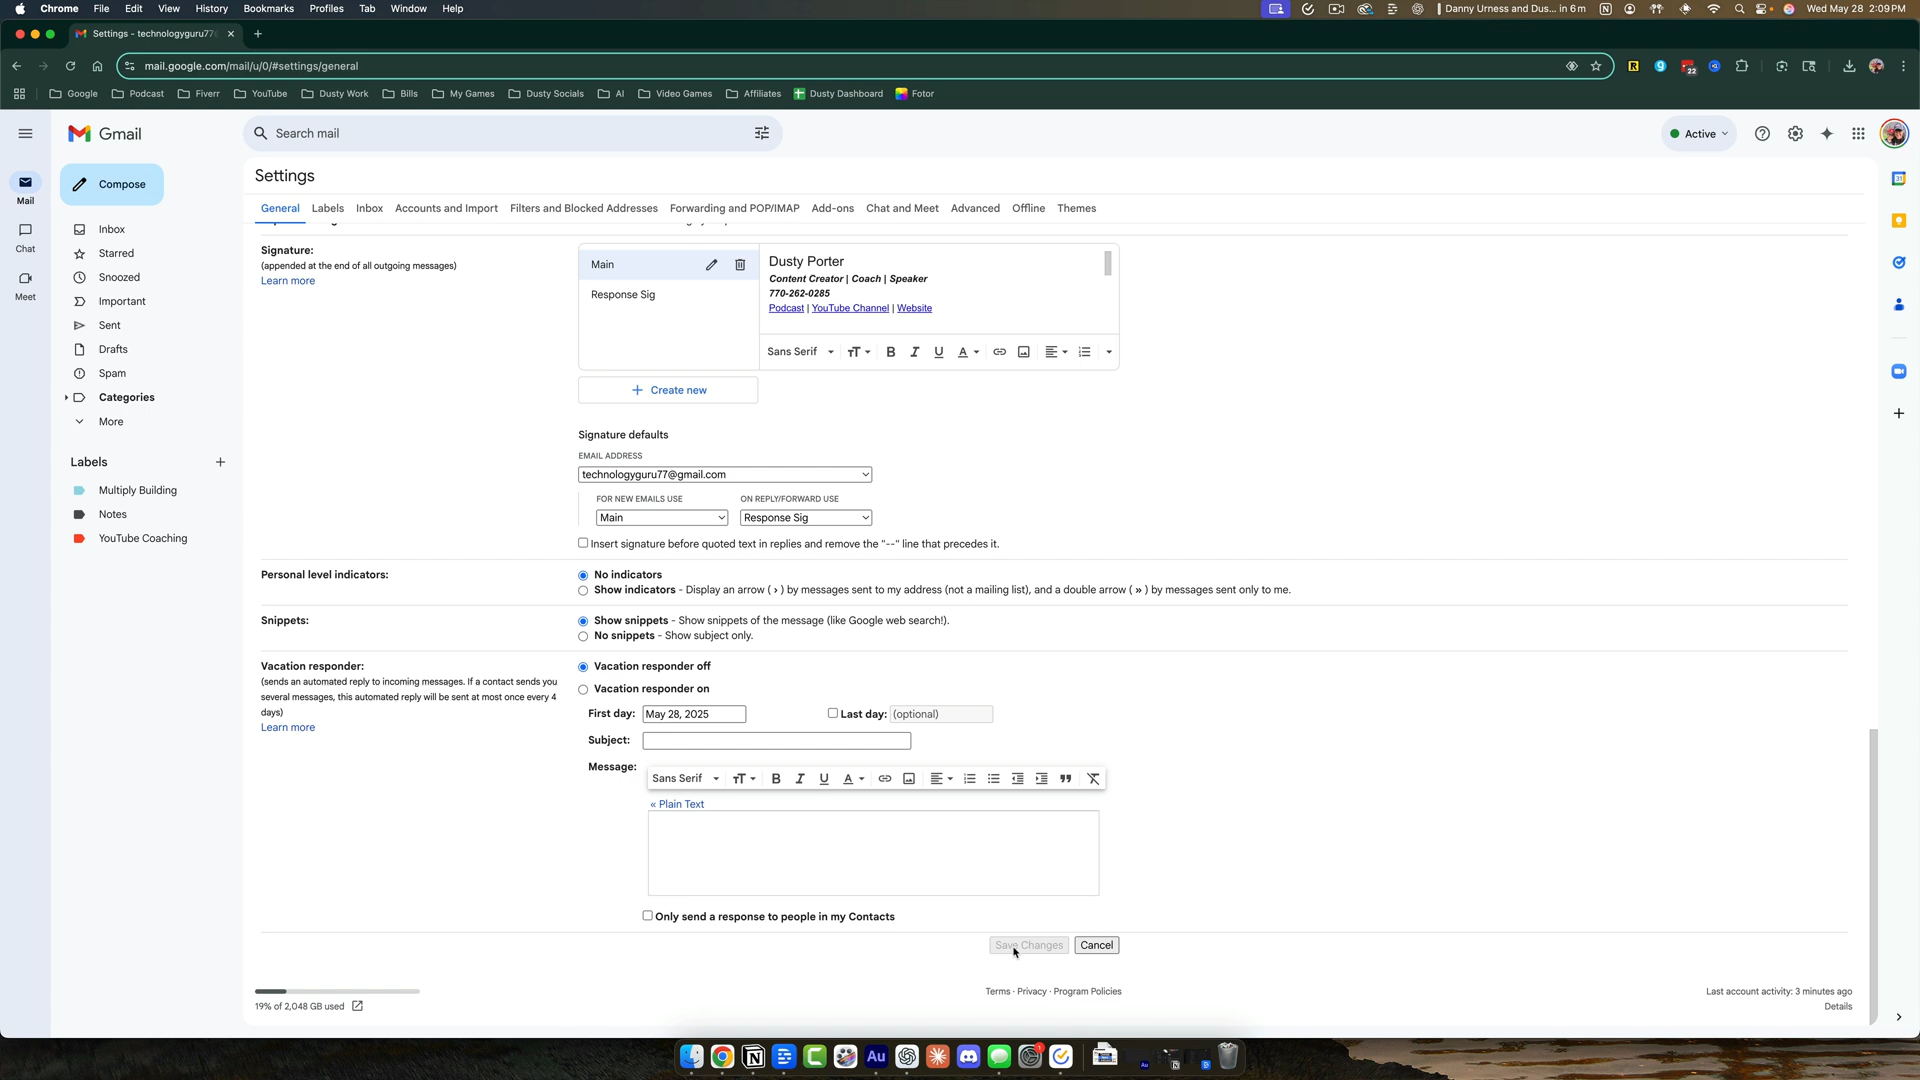 Chrome File Edit View History Bookmarks Profiles Tab Window Help
Danny Urness and Dus... in 6m
Wed May 28 2:09 PM
Settings - technologyguru77
mail.google.com/mail/u/0/#settings/general
22
Google Podcast Fiverr YouTube Dusty Work Bills My Games Dusty Socials AI Video Games Affiliates Dusty Dashboard Fotor
Gmail
Search mail
Active
Mail
Chat
Meet
Compose
Inbox
Starred
Snoozed
Important
Sent
Drafts
Spam
Categories
More
Labels
Multiply Building
Notes
YouTube Coaching
Settings
General Labels Inbox Accounts and Import Filters and Blocked Addresses Forwarding and POP/IMAP Add-ons Chat and Meet Advanced Offline Themes
Signature:
(appended at the end of all outgoing messages)
Learn more
Main
Response Sig
Dusty Porter
Content Creator | Coach | Speaker
770-262-0285
Podcast | YouTube Channel | Website
Sans Serif
Create new
Signature defaults
EMAIL ADDRESS
technologyguru77@gmail.com
FOR NEW EMAILS USE ON REPLY/FORWARD USE
Main Response Sig
Insert signature before quoted text in replies and remove the "--" line that precedes it.
Personal level indicators:
No indicators
Show indicators - Display an arrow ( › ) by messages sent to my address (not a mailing list), and a double arrow ( » ) by messages sent only to me.
Snippets:
Show snippets - Show snippets of the message (like Google web search!).
No snippets - Show subject only.
Vacation responder:
(sends an automated reply to incoming messages. If a contact sends you
several messages, this automated reply will be sent at most once every 4
days)
Learn more
Vacation responder off
Vacation responder on
First day: May 28, 2025 Last day: (optional)
Subject:
Message:
Sans Serif
« Plain Text
Only send a response to people in my Contacts
Save Changes Cancel
19% of 2,048 GB used
Terms · Privacy · Program Policies
Last account activity: 3 minutes ago
Details